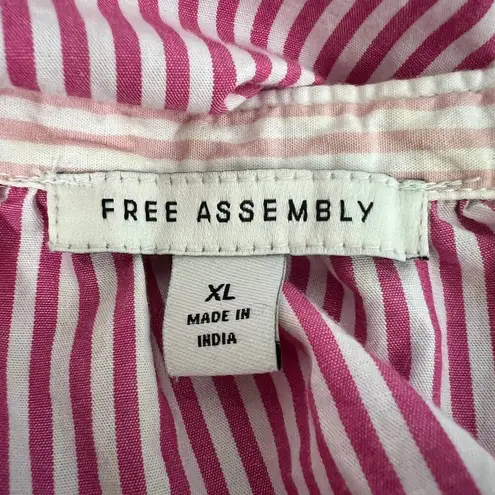 FREE ASSEMBLY
XL
MADE IN
INDIA